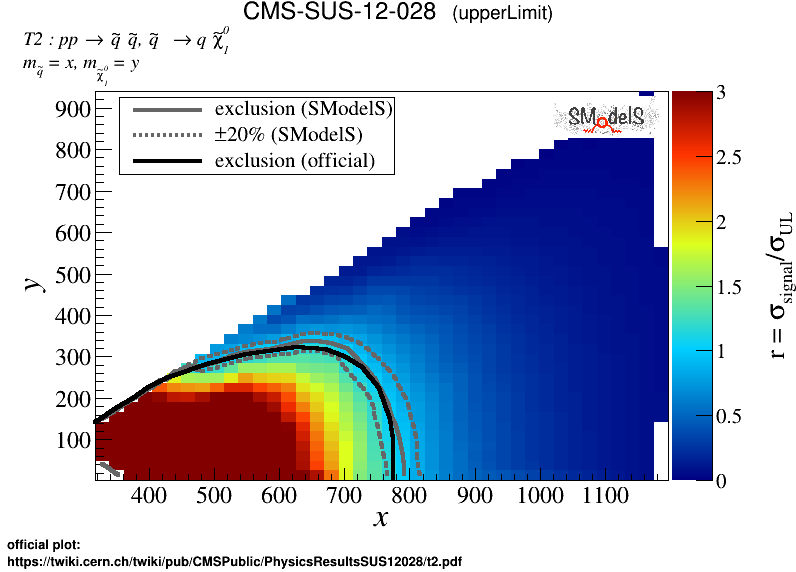 CMS-SUS-12-028 (upperLimit)
T2 : pp → q̃ q̃, q̃ → q χ̃₁⁰
m_q̃ = x, m_χ̃₁⁰ = y
exclusion (SModelS)
±20% (SModelS)
exclusion (official)
SModelS
900
800
700
600
500
400
300
200
100
y
400 500 600 700 800 900 1000 1100
x
3
2.5
2
1.5
1
0.5
0
r = σ_signal/σ_UL
official plot:
https://twiki.cern.ch/twiki/pub/CMSPublic/PhysicsResultsSUS12028/t2.pdf